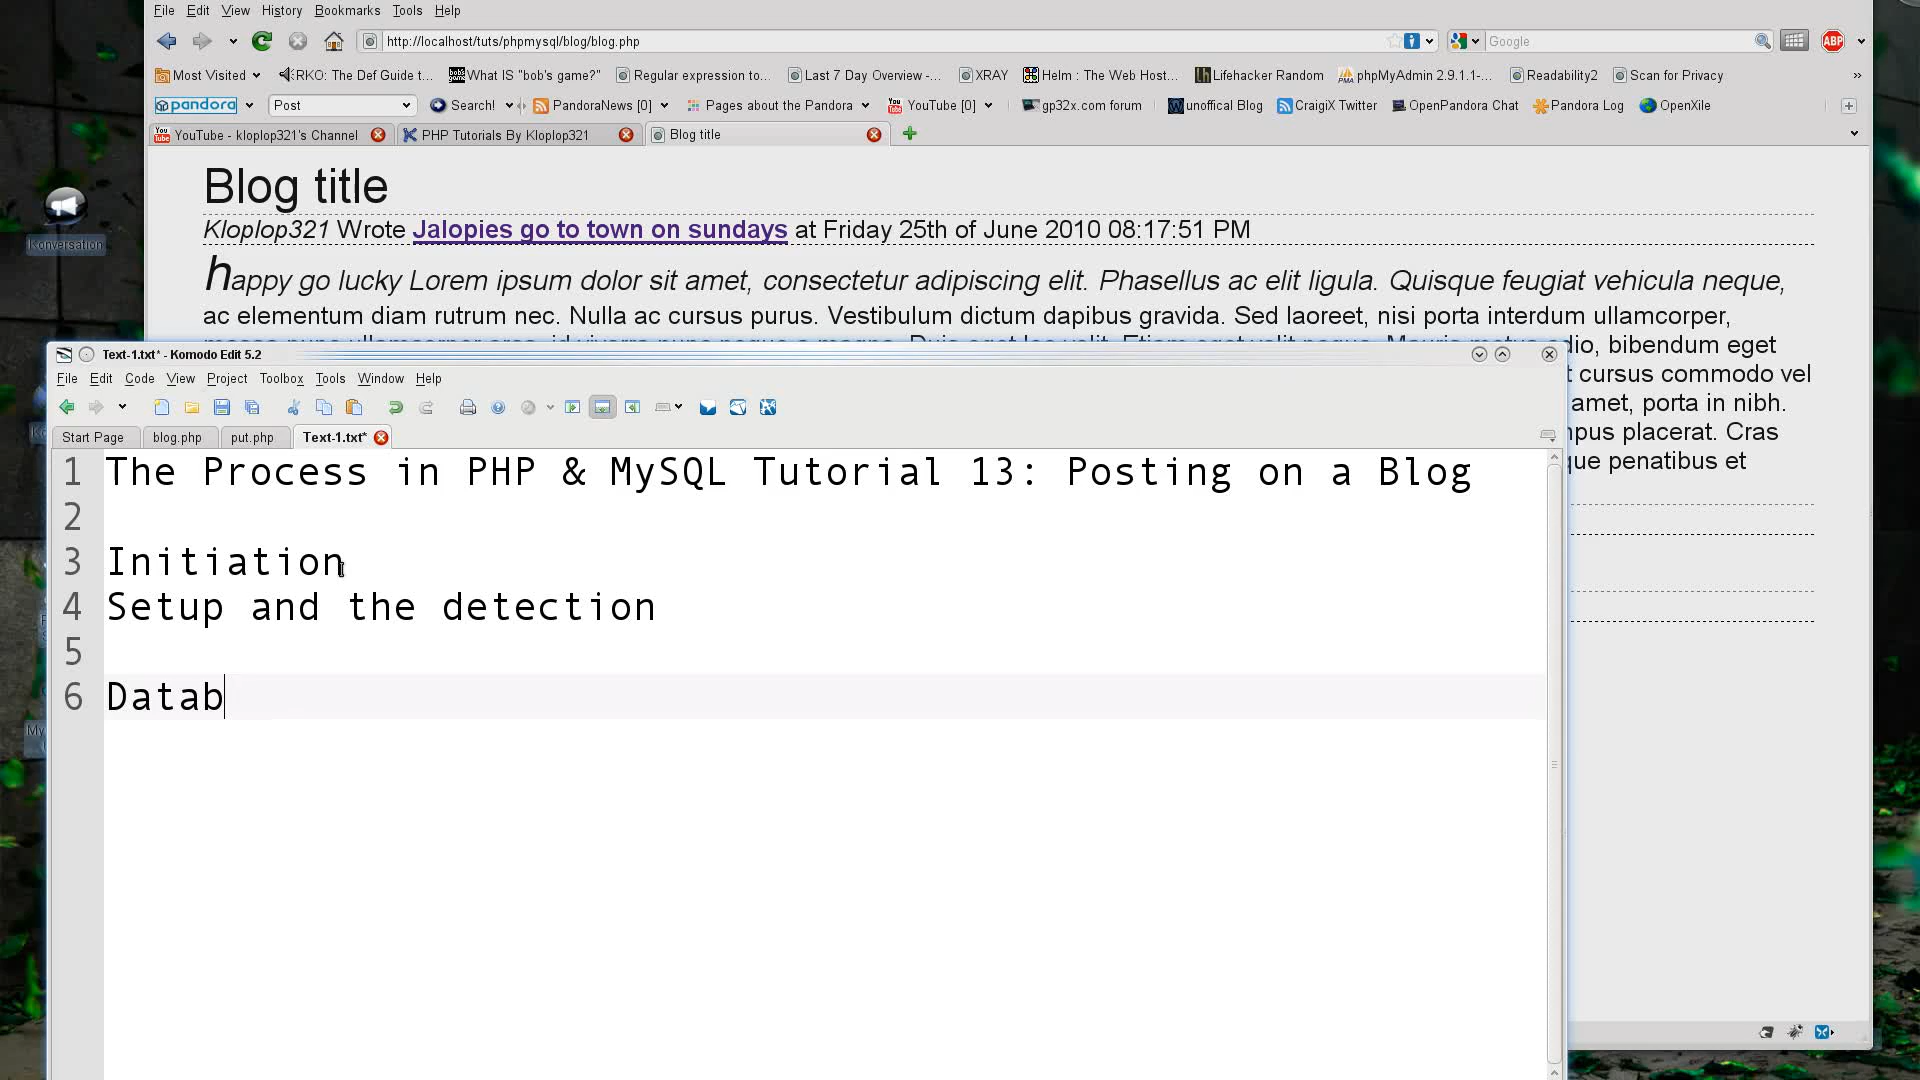 File Edit View History Bookmarks Tools Help
http://localhost/tuts/phpmysql/blog/blog.php Google ABP
Most Visited RKO: The Def Guide t... What IS "bob's game?" Regular expression to... Last 7 Day Overview -... XRAY Helm : The Web Host... Lifehacker Random phpMyAdmin 2.9.1.1-... Readability2 Scan for Privacy
pandora Post Search! PandoraNews [0] Pages about the Pandora YouTube [0] gp32x.com forum unoffical Blog CraigiX Twitter OpenPandora Chat Pandora Log OpenXile
YouTube - kloplop321's Channel PHP Tutorials By Kloplop321 Blog title
Blog title
Kloplop321 Wrote Jalopies go to town on sundays at Friday 25th of June 2010 08:17:51 PM
happy go lucky Lorem ipsum dolor sit amet, consectetur adipiscing elit. Phasellus ac elit ligula. Quisque feugiat vehicula neque,
ac elementum diam rutrum nec. Nulla ac cursus purus. Vestibulum dictum dapibus gravida. Sed laoreet, nisi porta interdum ullamcorper,
bibendum eget
cursus commodo vel
amet, porta in nibh.
placerat. Cras
penatibus et
Konversation
Text-1.txt* - Komodo Edit 5.2
File Edit Code View Project Toolbox Tools Window Help
Start Page blog.php put.php Text-1.txt*
1 The Process in PHP & MySQL Tutorial 13: Posting on a Blog
2
3 Initiation
4 Setup and the detection
5
6 Datab
My